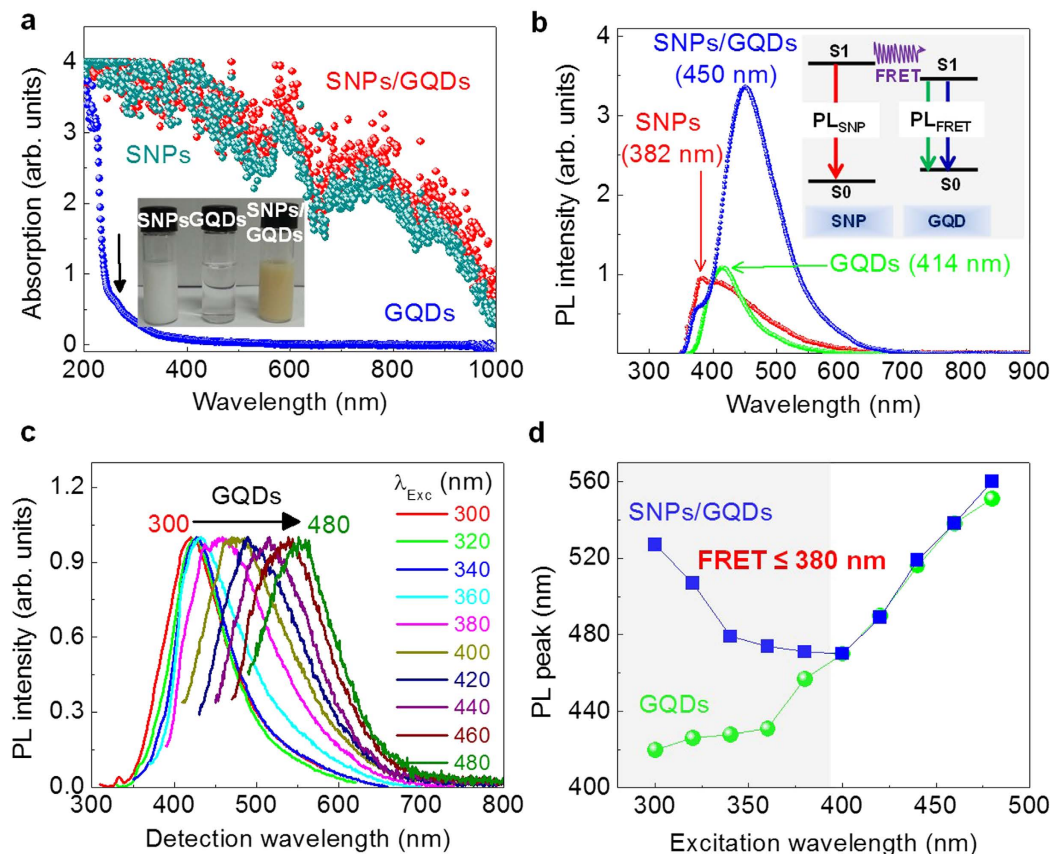 a
4
3
2
1
0
Absorption (arb. units)
SNPs/GQDs
SNPs
SNPs
GQDs
SNPs/
GQDs
GQDs
200
400
600
800
1000
Wavelength (nm)
b
4
3
2
1
PL intensity (arb. units)
SNPs/GQDs
(450 nm)
SNPs
(382 nm)
GQDs (414 nm)
S1
FRET
S1
PLSNP
PLFRET
S0
S0
SNP
GQD
300
400
500
600
700
800
900
Wavelength (nm)
c
1.2
0.9
0.6
0.3
0.0
PL intensity (arb. units)
GQDs
300
480
λExc (nm)
300
320
340
360
380
400
420
440
460
480
300
400
500
600
700
800
Detection wavelength (nm)
d
560
520
480
440
400
PL peak (nm)
SNPs/GQDs
FRET ≤ 380 nm
GQDs
300
350
400
450
500
Excitation wavelength (nm)